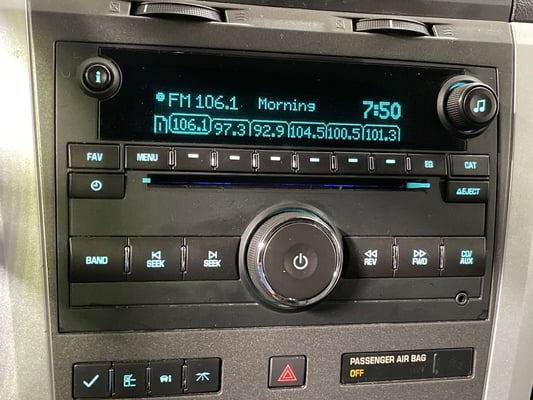 FM 106.1 Morning 7:50
106.1 97.3 92.9 104.5 100.5 101.3
FAV MENU EQ CAT
EJECT
BAND SEEK SEEK REV FWD CD/AUX
PASSENGER AIR BAG
OFF